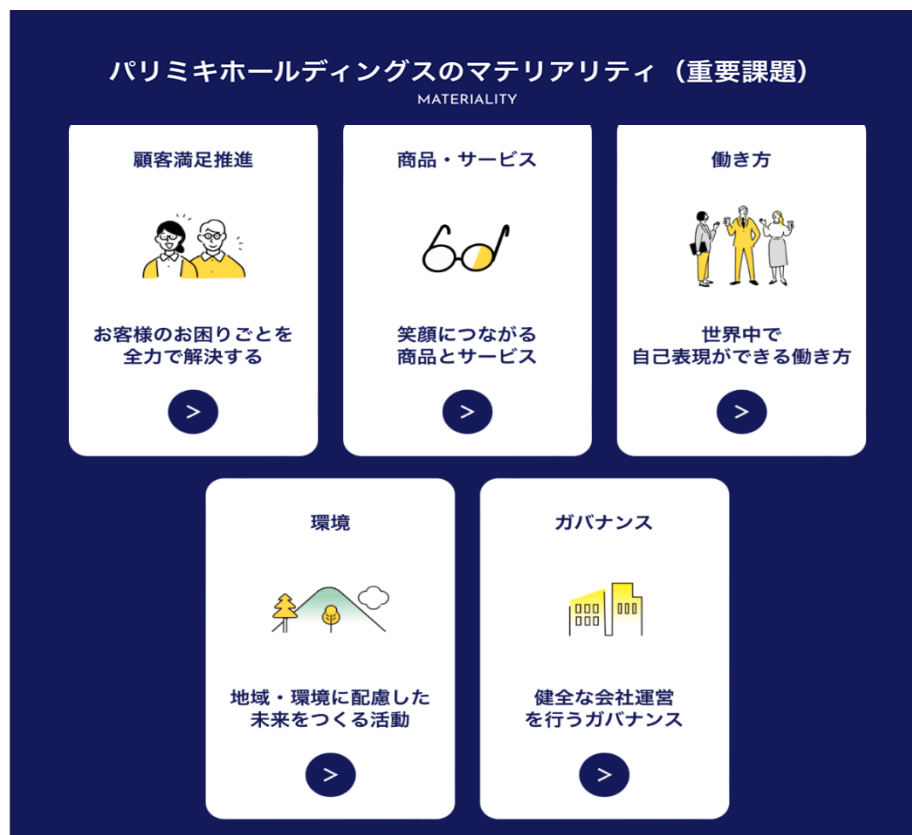 パリミキホールディングスのマテリアリティ（重要課題）
MATERIALITY
顧客満足推進
お客様のお困りごとを
全力で解決する
>
商品・サービス
笑顔につながる
商品とサービス
>
働き方
世界中で
自己表現ができる働き方
>
環境
地域・環境に配慮した
未来をつくる活動
>
ガバナンス
健全な会社運営
を行うガバナンス
>